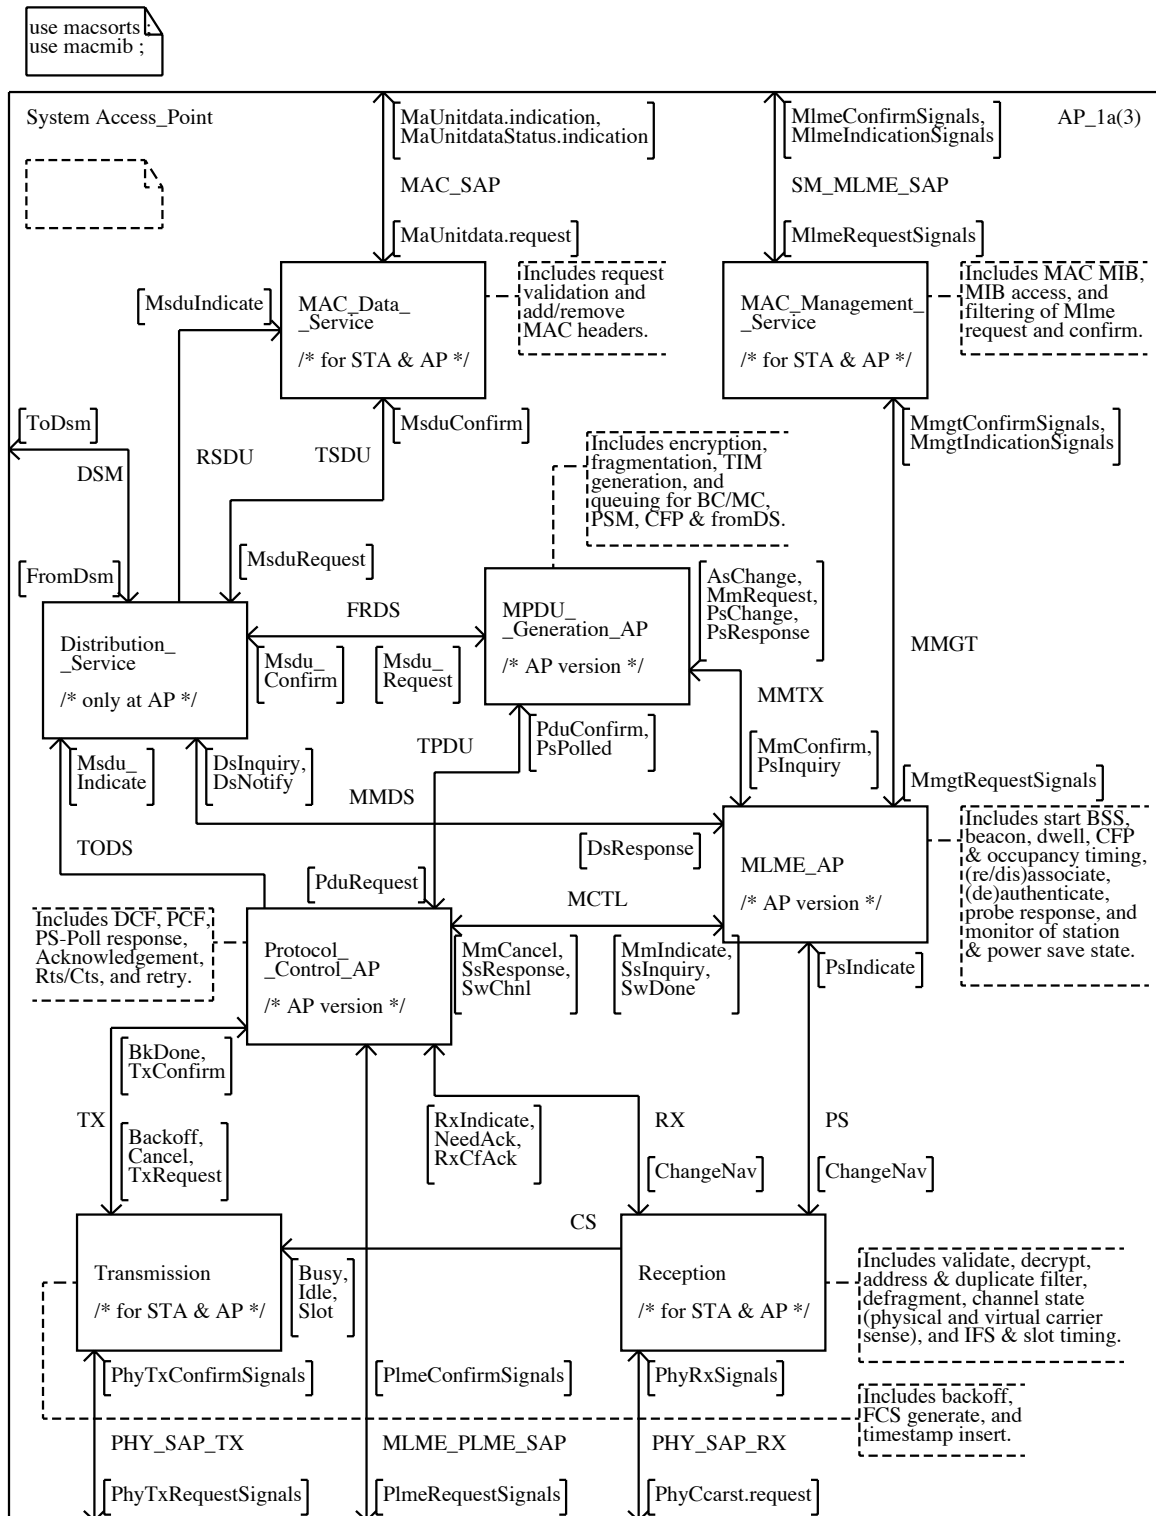 use macsorts ;
use macmib ;
System Access_Point
AP_1a(3)
MaUnitdata.indication,
MaUnitdataStatus.indication
MlmeConfirmSignals,
MlmeIndicationSignals
MAC_SAP
SM_MLME_SAP
MaUnitdata.request
MlmeRequestSignals
MsduIndicate
MAC_Data_
_Service
/* for STA & AP */
Includes request
validation and
add/remove
MAC headers.
MAC_Management_
_Service
/* for STA & AP */
Includes MAC MIB,
MIB access, and
filtering of Mlme
request and confirm.
ToDsm
DSM
RSDU
TSDU
MsduConfirm
MmgtConfirmSignals,
MmgtIndicationSignals
Includes encryption,
fragmentation, TIM
generation, and
queuing for BC/MC,
PSM, CFP & fromDS.
FromDsm
MsduRequest
Distribution_
_Service
/* only at AP */
FRDS
Msdu_
Confirm
Msdu_
Request
MPDU_
_Generation_AP
/* AP version */
AsChange,
MmRequest,
PsChange,
PsResponse
MMGT
MMTX
Msdu_
Indicate
DsInquiry,
DsNotify
TPDU
PduConfirm,
PsPolled
MmConfirm,
PsInquiry
MmgtRequestSignals
MMDS
TODS
DsResponse
MLME_AP
/* AP version */
Includes start BSS,
beacon, dwell, CFP
& occupancy timing,
(re/dis)associate,
(de)authenticate,
probe response, and
monitor of station
& power save state.
PduRequest
MCTL
Includes DCF, PCF,
PS-Poll response,
Acknowledgement,
Rts/Cts, and retry.
Protocol_
_Control_AP
/* AP version */
MmCancel,
SsResponse,
SwChnl
MmIndicate,
SsInquiry,
SwDone
PsIndicate
BkDone,
TxConfirm
TX
Backoff,
Cancel,
TxRequest
RxIndicate,
NeedAck,
RxCfAck
RX
PS
ChangeNav
ChangeNav
CS
Transmission
/* for STA & AP */
Busy,
Idle,
Slot
Reception
/* for STA & AP */
Includes validate, decrypt,
address & duplicate filter,
defragment, channel state
(physical and virtual carrier
sense), and IFS & slot timing.
PhyTxConfirmSignals
PlmeConfirmSignals
PhyRxSignals
Includes backoff,
FCS generate, and
timestamp insert.
PHY_SAP_TX
MLME_PLME_SAP
PHY_SAP_RX
PhyTxRequestSignals
PlmeRequestSignals
PhyCcarst.request